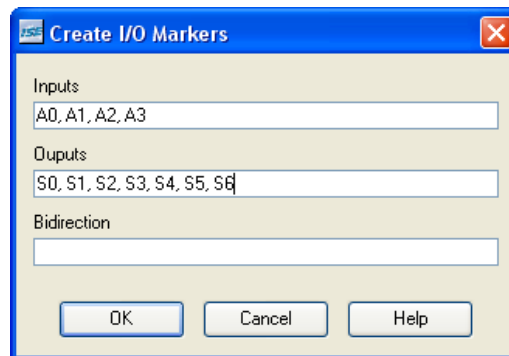 ISE Create I/O Markers
Inputs
A0, A1, A2, A3
Ouputs
S0, S1, S2, S3, S4, S5, S6
Bidirection
OK Cancel Help